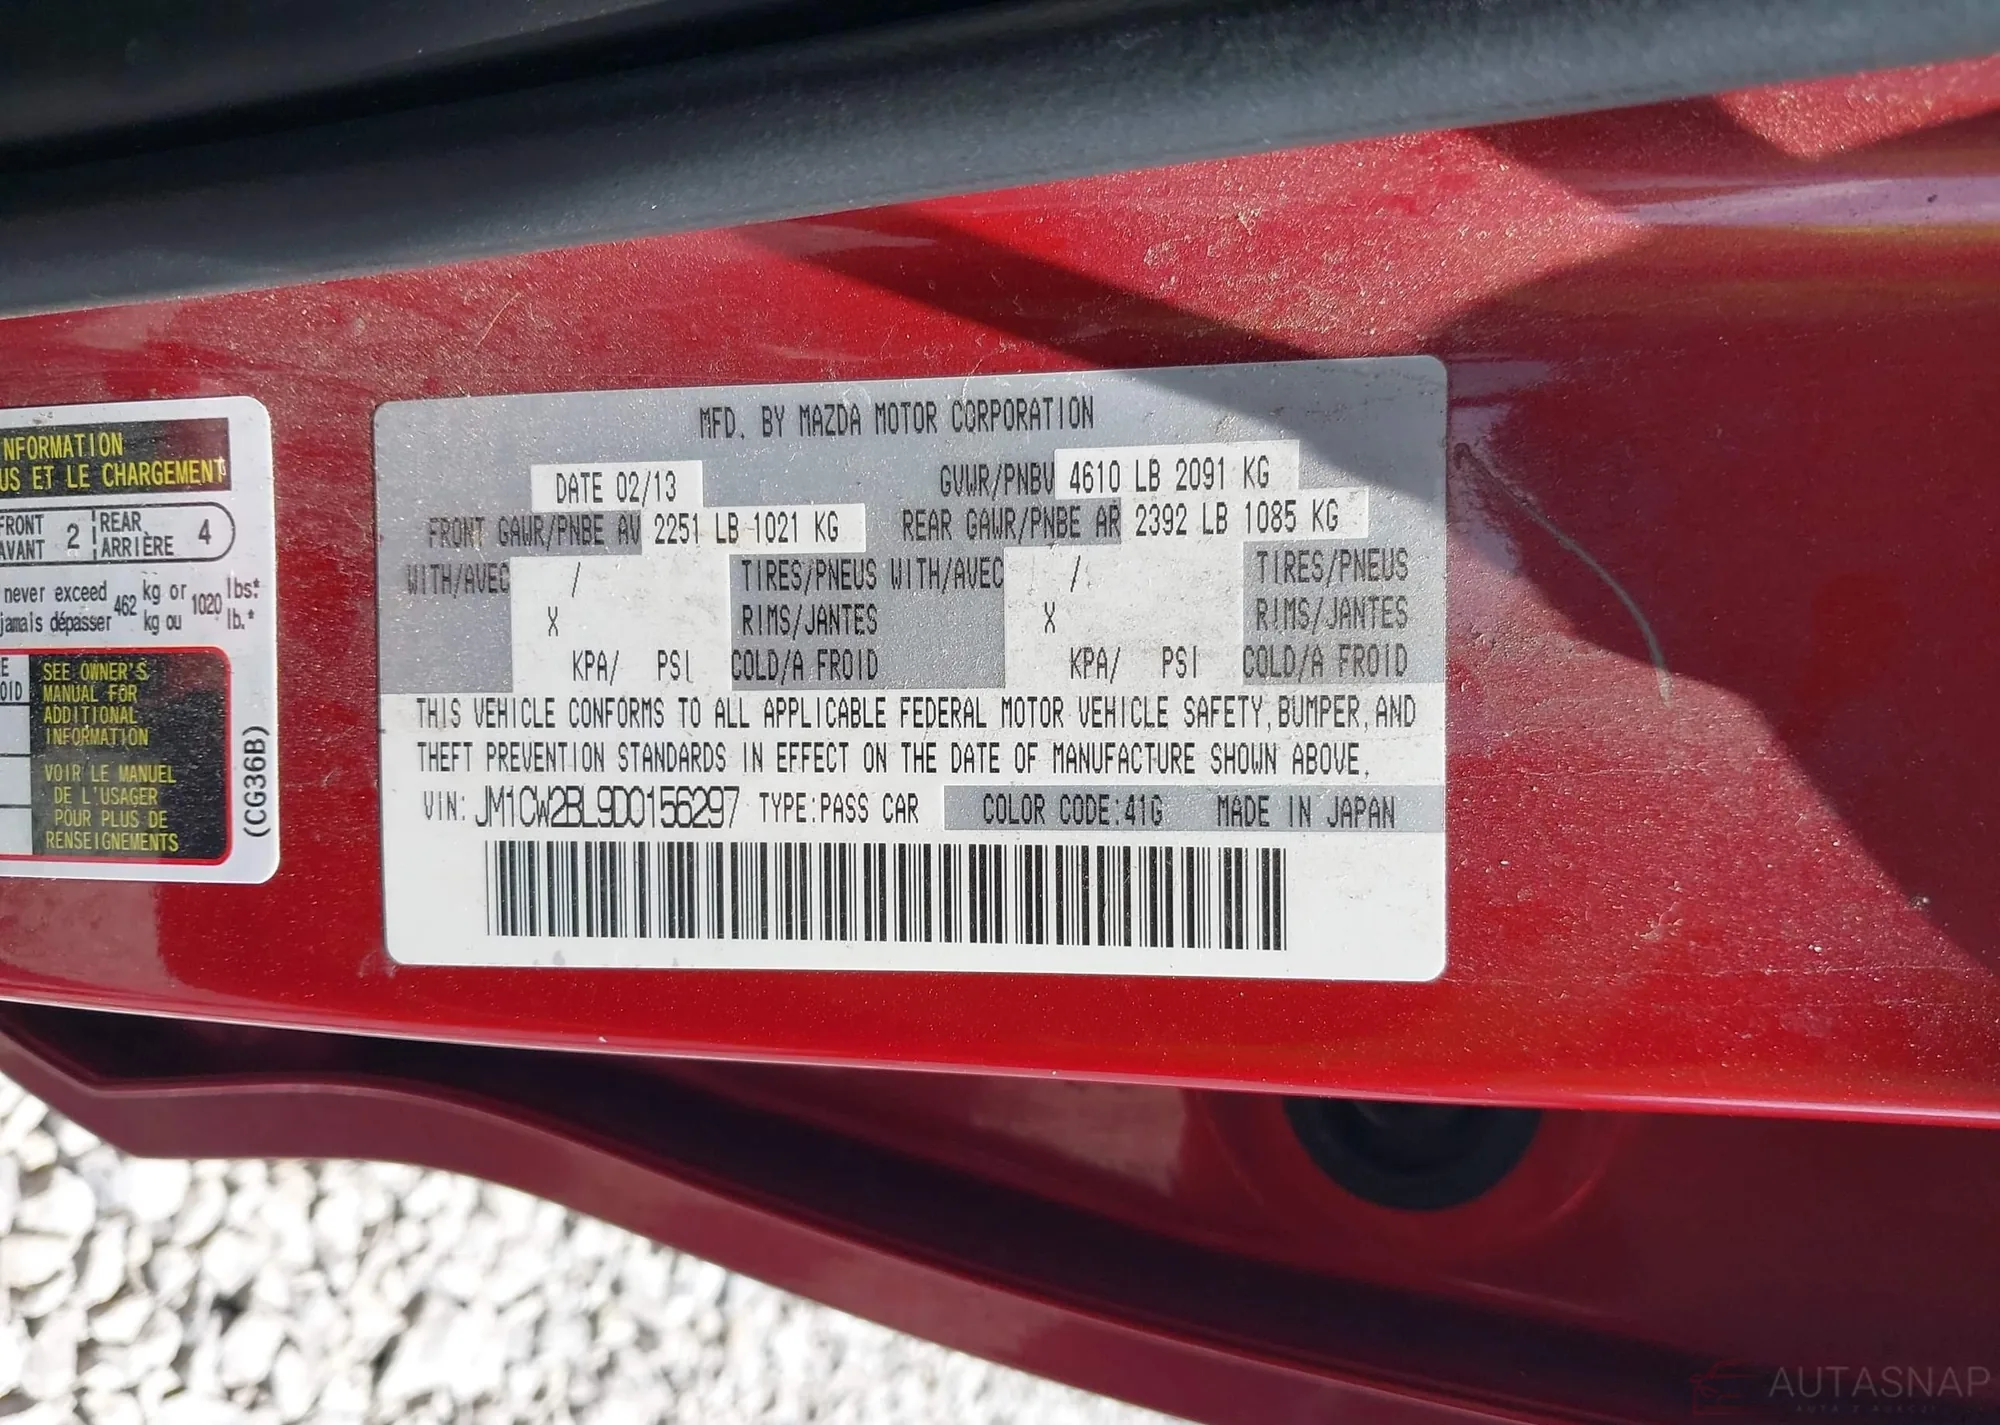 NFORMATION
US ET LE CHARGEMENT
FRONT 2 REAR 4
AVANT ARRIÈRE
never exceed 462 kg or 1020 lbs*
jamais dépasser kg ou lb.*
E
OID
SEE OWNER'S
MANUAL FOR
ADDITIONAL
INFORMATION
VOIR LE MANUEL
DE L'USAGER
POUR PLUS DE
RENSEIGNEMENTS
(CG36B)
MFD. BY MAZDA MOTOR CORPORATION
DATE 02/13 GVWR/PNBV 4610 LB 2091 KG
FRONT GAWR/PNBE AV 2251 LB 1021 KG REAR GAWR/PNBE AR 2392 LB 1085 KG
WITH/AVEC / TIRES/PNEUS WITH/AVEC / TIRES/PNEUS
X RIMS/JANTES X RIMS/JANTES
KPA/ PSI COLD/A FROID KPA/ PSI COLD/A FROID
THIS VEHICLE CONFORMS TO ALL APPLICABLE FEDERAL MOTOR VEHICLE SAFETY, BUMPER, AND
THEFT PREVENTION STANDARDS IN EFFECT ON THE DATE OF MANUFACTURE SHOWN ABOVE.
VIN: JM1CW2BL9D0156297 TYPE:PASS CAR COLOR CODE:41G MADE IN JAPAN
AUTASNAP
AUTA Z AUKCJI